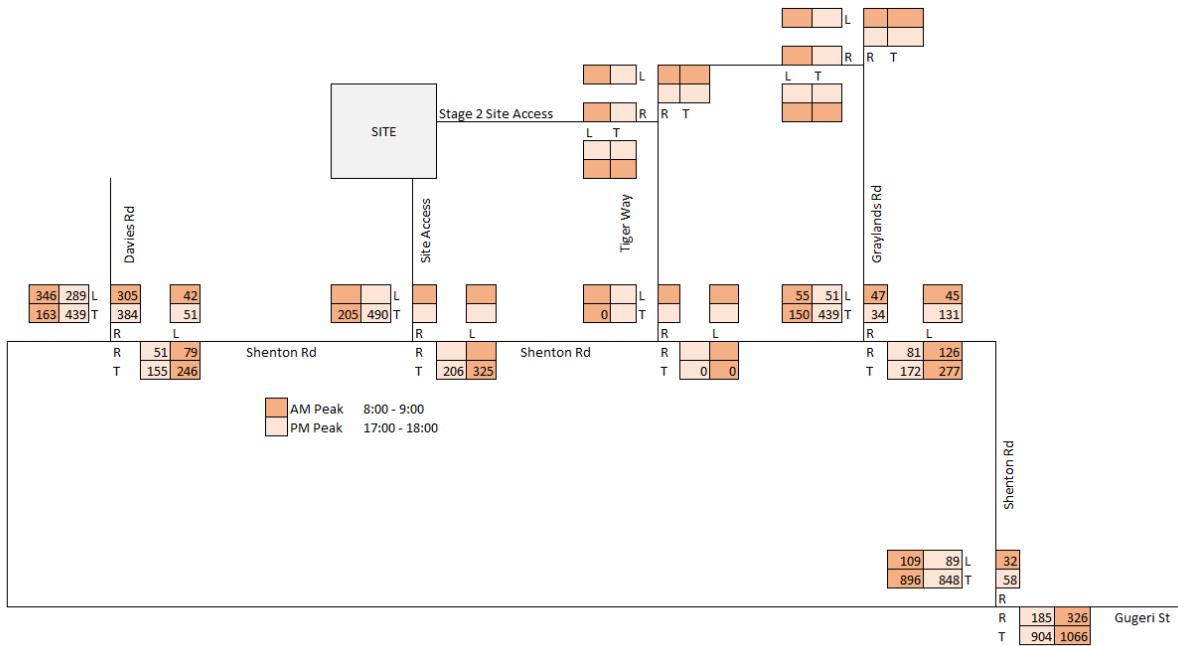 L
R R T
L R R T
L T
Stage 2 Site Access
SITE
L T
Davies Rd
Site Access
Tiger Way
Graylands Rd
346 289 L 305 42 L L 55 51 L 47 45
163 439 T 384 51 205 490 T 0 T 150 439 T 34 131
R L R L R L R L
R 51 79 Shenton Rd R Shenton Rd R R 81 126
T 155 246 T 206 325 T 0 0 T 172 277
AM Peak 8:00 - 9:00
PM Peak 17:00 - 18:00
Shenton Rd
109 89 L 32
896 848 T 58
R
R 185 326 Gugeri St
T 904 1066